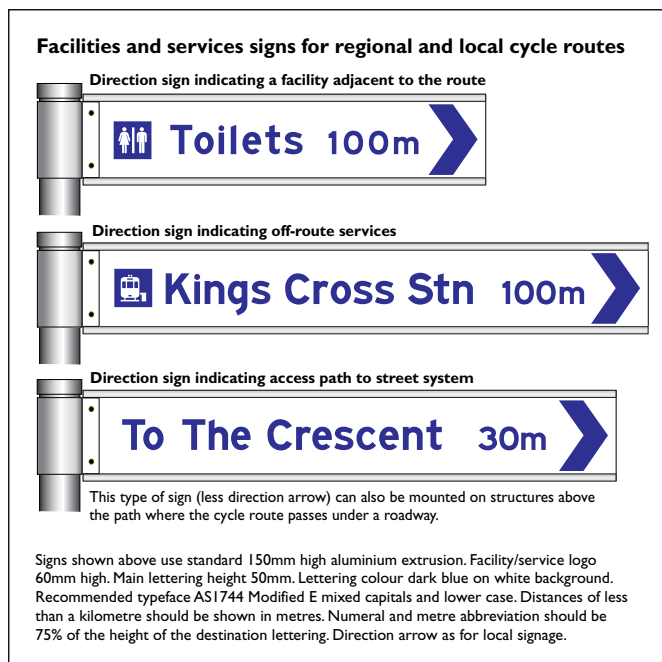 Facilities and services signs for regional and local cycle routes
Direction sign indicating a facility adjacent to the route
Toilets 100m
Direction sign indicating off-route services
Kings Cross Stn 100m
Direction sign indicating access path to street system
To The Crescent 30m
This type of sign (less direction arrow) can also be mounted on structures above
the path where the cycle route passes under a roadway.
Signs shown above use standard 150mm high aluminium extrusion. Facility/service logo
60mm high. Main lettering height 50mm. Lettering colour dark blue on white background.
Recommended typeface AS1744 Modified E mixed capitals and lower case. Distances of less
than a kilometre should be shown in metres. Numeral and metre abbreviation should be
75% of the height of the destination lettering. Direction arrow as for local signage.